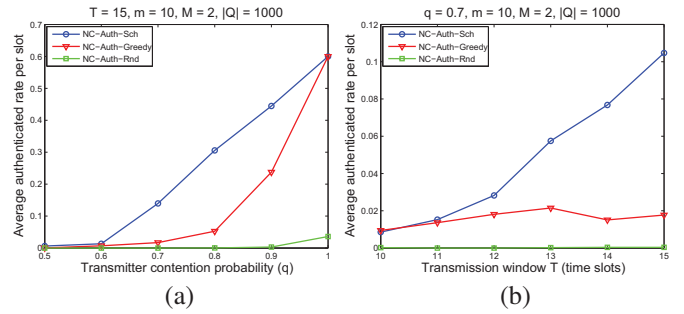 T = 15, m = 10, M = 2, |Q| = 1000
NC-Auth-Sch
NC-Auth-Greedy
NC-Auth-Rnd
Average authenticated rate per slot
0.7
0.6
0.5
0.4
0.3
0.2
0.1
0
0.5 0.6 0.7 0.8 0.9 1
Transmitter contention probability (q)
(a)
q = 0.7, m = 10, M = 2, |Q| = 1000
NC-Auth-Sch
NC-Auth-Greedy
NC-Auth-Rnd
Average authenticated rate per slot
0.12
0.1
0.08
0.06
0.04
0.02
0
10 11 12 13 14 15
Transmission window T (time slots)
(b)